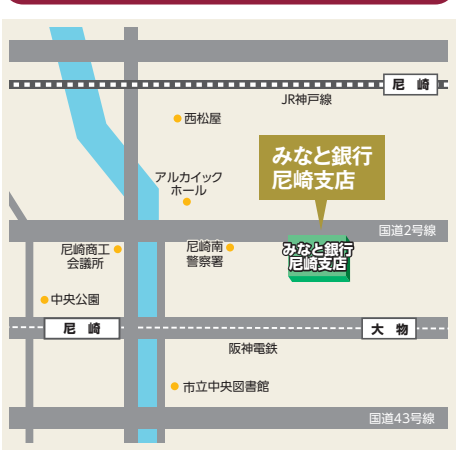 尼崎
JR神戸線
西松屋
みなと銀行
尼崎支店
アルカイック
ホール
国道2号線
尼崎商工
会議所
尼崎南
警察署
みなと銀行
尼崎支店
中央公園
尼崎
大物
阪神電鉄
市立中央図書館
国道43号線